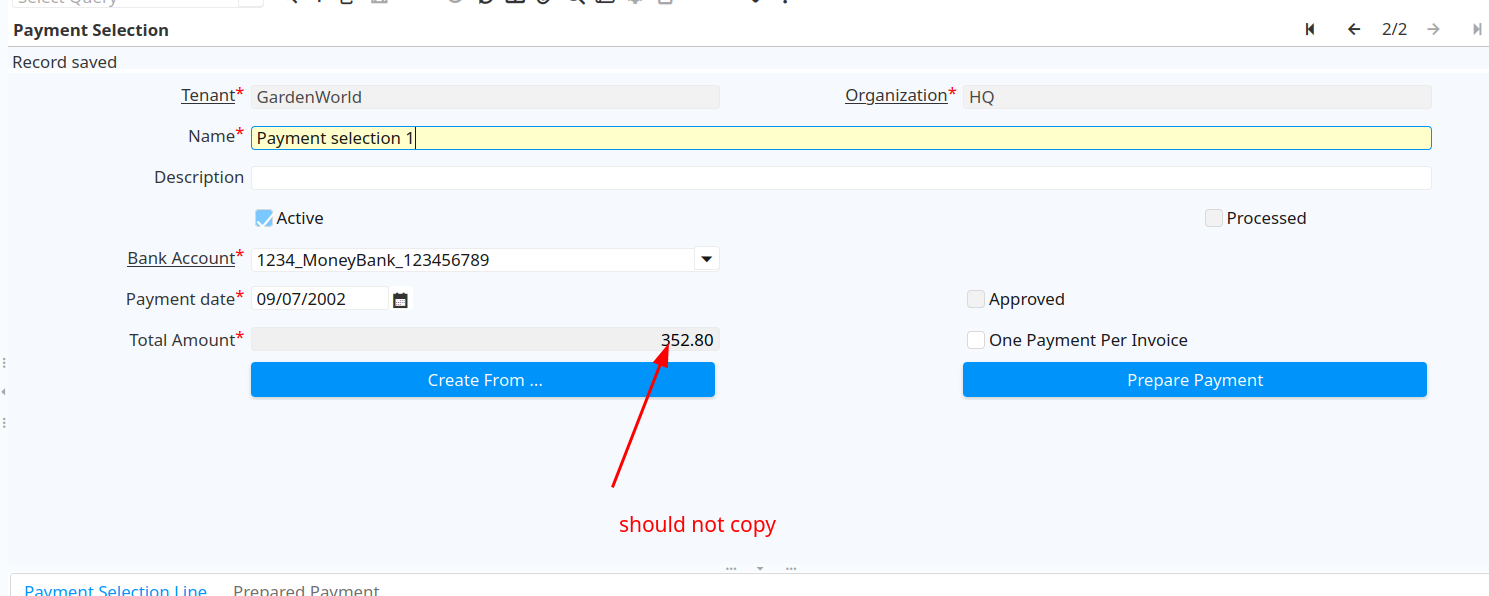 Select Query
Payment Selection 2/2
Record saved
Tenant* GardenWorld Organization* HQ
Name* Payment selection 1
Description
Active Processed
Bank Account* 1234_MoneyBank_123456789
Payment date* 09/07/2002 Approved
Total Amount* 352.80 One Payment Per Invoice
Create From ... Prepare Payment
should not copy
Payment Selection Line Prepared Payment